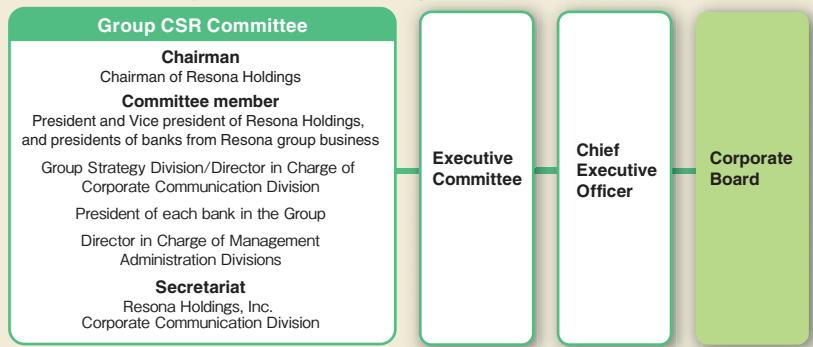 Group CSR Committee
Chairman
Chairman of Resona Holdings
Committee member
President and Vice president of Resona Holdings,
and presidents of banks from Resona group business
Group Strategy Division/Director in Charge of
Corporate Communication Division
President of each bank in the Group
Director in Charge of Management
Administration Divisions
Secretariat
Resona Holdings, Inc.
Corporate Communication Division
Executive
Committee
Chief
Executive
Officer
Corporate
Board